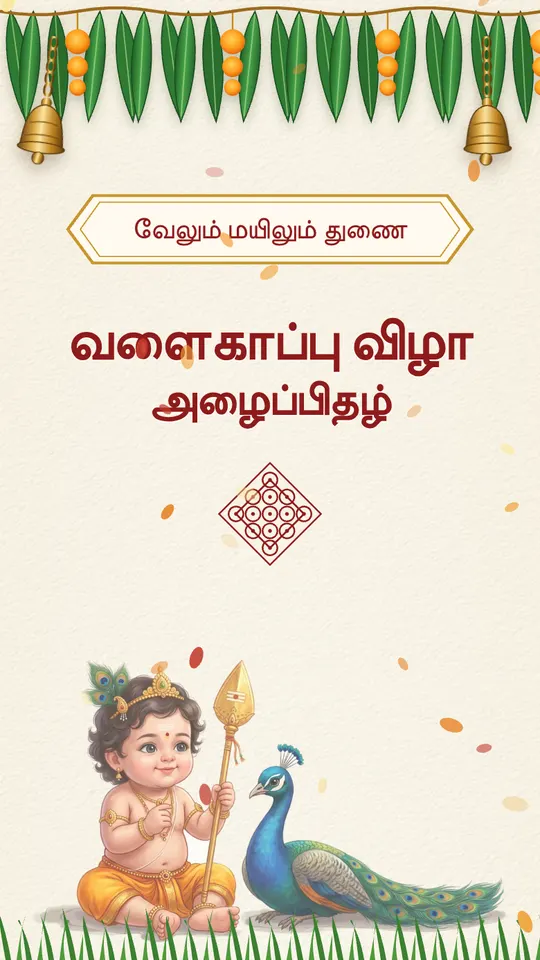 வேலும் மயிலும் துணை
வளைகாப்பு விழா
அழைப்பிதழ்